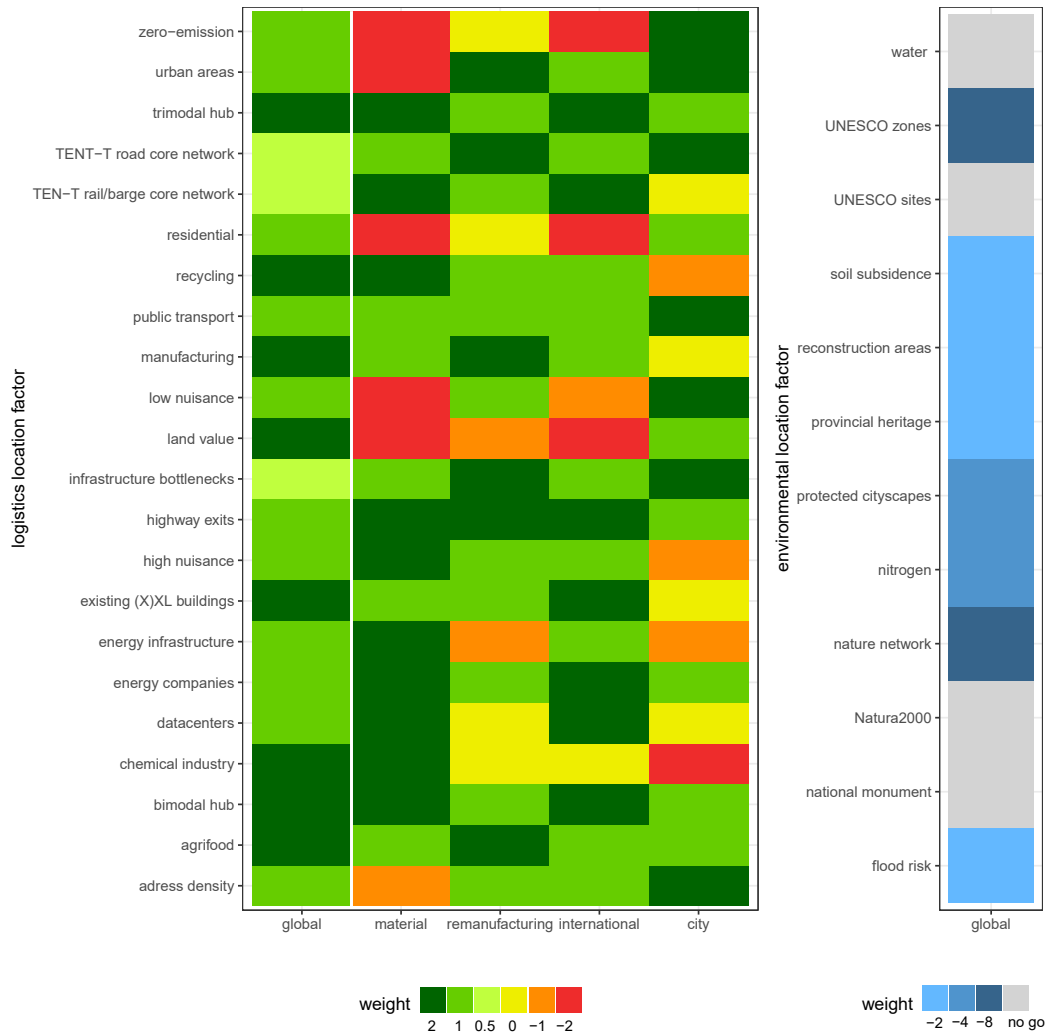 logistics location factor
zero−emission
urban areas
trimodal hub
TENT−T road core network
TEN−T rail/barge core network
residential
recycling
public transport
manufacturing
low nuisance
land value
infrastructure bottlenecks
highway exits
high nuisance
existing (X)XL buildings
energy infrastructure
energy companies
datacenters
chemical industry
bimodal hub
agrifood
adress density
global material remanufacturing international city
weight
2 1 0.5 0 −1 −2
environmental location factor
water
UNESCO zones
UNESCO sites
soil subsidence
reconstruction areas
provincial heritage
protected cityscapes
nitrogen
nature network
Natura2000
national monument
flood risk
global
weight
−2 −4 −8 no go